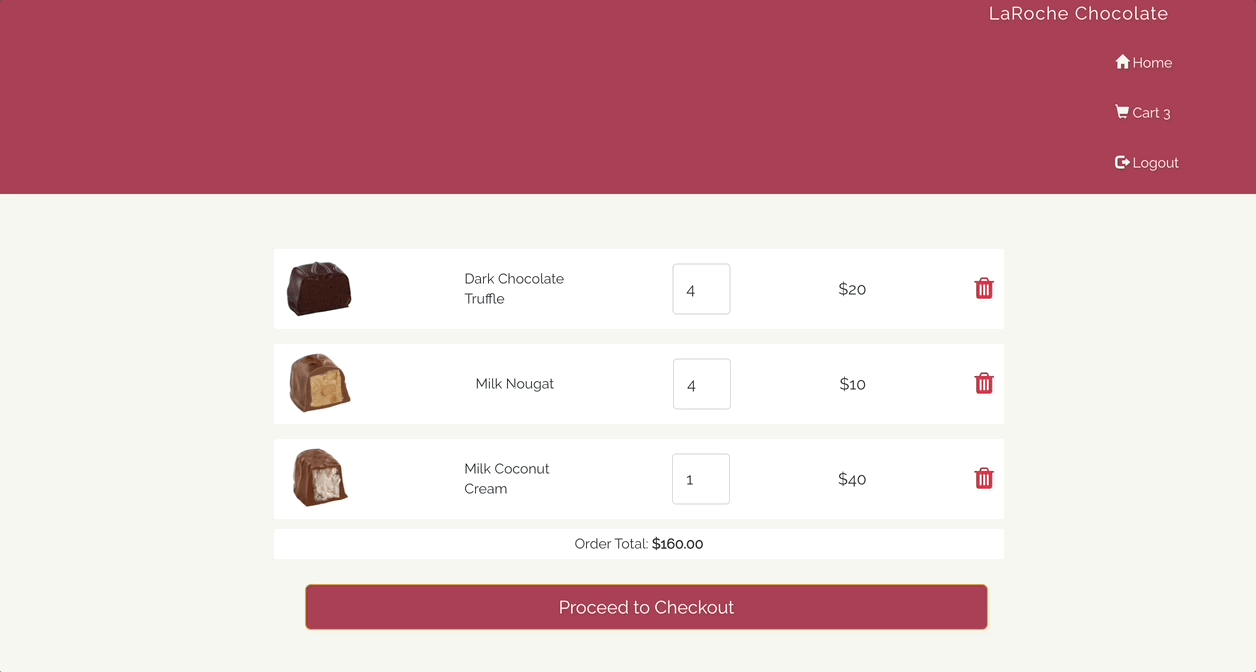 LaRoche Chocolate
Home
Cart 3
Logout
Dark Chocolate
Truffle
4
$20
Milk Nougat
4
$10
Milk Coconut
Cream
1
$40
Order Total: $160.00
Proceed to Checkout